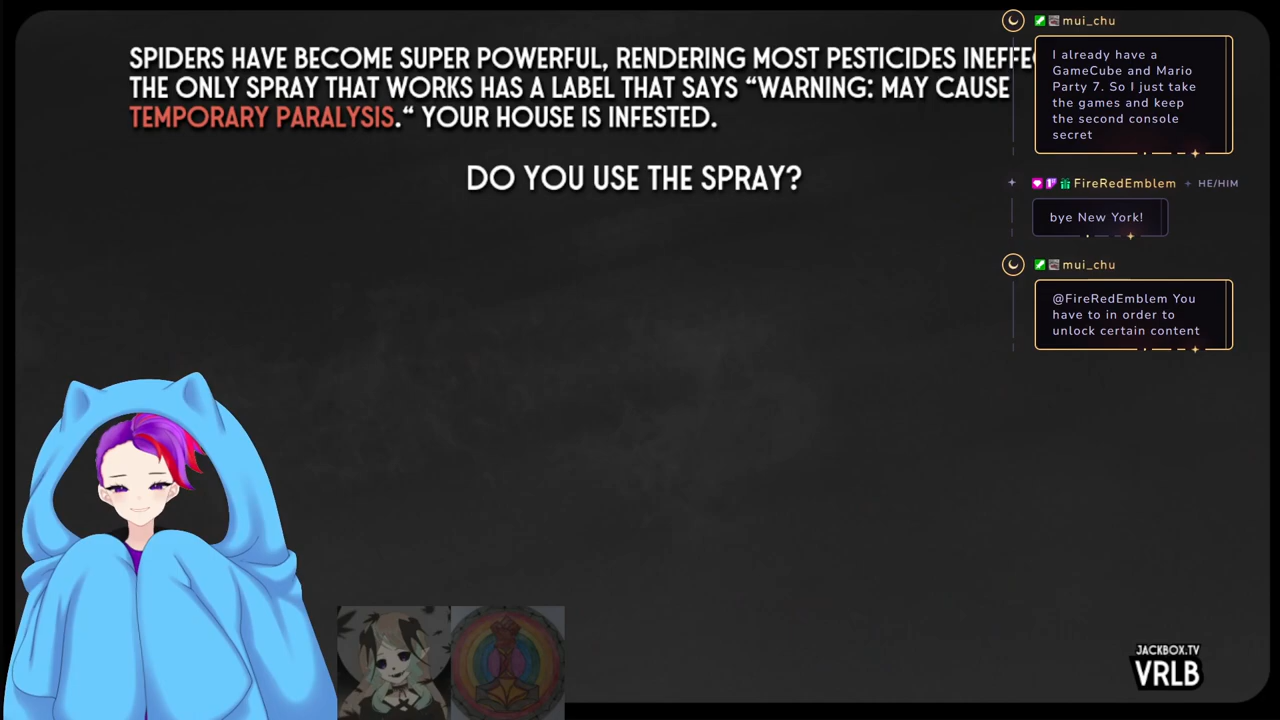 SPIDERS HAVE BECOME SUPER POWERFUL, RENDERING MOST PESTICIDES
THE ONLY SPRAY THAT WORKS HAS A LABEL THAT SAYS “WARNING: MAY CAUSE
TEMPORARY PARALYSIS.“ YOUR HOUSE IS INFESTED.
DO YOU USE THE SPRAY?
mui_chu
I already have a
GameCube and Mario
Party 7. So I just take
the games and keep
the second console
secret
FireRedEmblem HE/HIM
bye New York!
mui_chu
@FireRedEmblem You
have to in order to
unlock certain content
JACKBOX.TV
VRLB